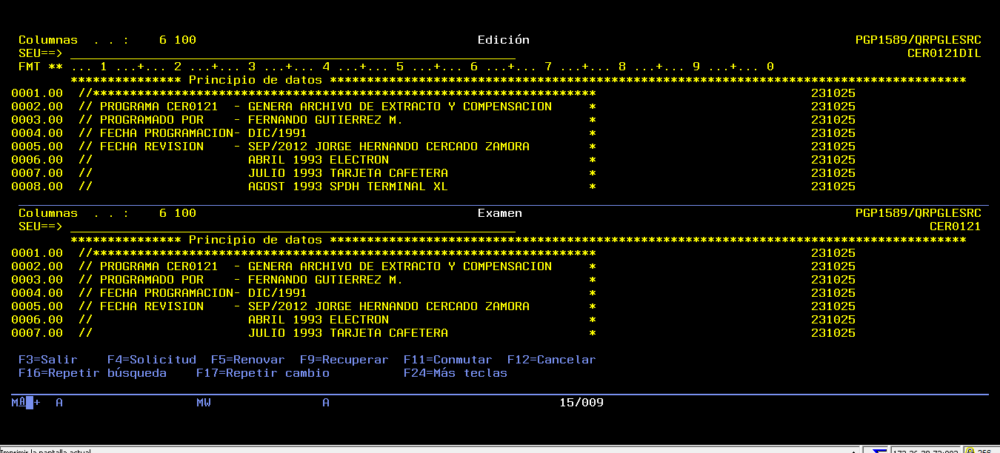 Columnas . . : 6 100 Edición PGP1589/QRPGLESRC
SEU==> CER0121DIL
FMT ** ... 1 ...+... 2 ...+... 3 ...+... 4 ...+... 5 ...+... 6 ...+... 7 ...+... 8 ...+... 9 ...+... 0
*************** Principio de datos **************************************************************************************
0001.00 //******************************************************************** 231025
0002.00 // PROGRAMA CER0121 - GENERA ARCHIVO DE EXTRACTO Y COMPENSACION * 231025
0003.00 // PROGRAMADO POR - FERNANDO GUTIERREZ M. * 231025
0004.00 // FECHA PROGRAMACION- DIC/1991 * 231025
0005.00 // FECHA REVISION - SEP/2012 JORGE HERNANDO CERCADO ZAMORA * 231025
0006.00 // ABRIL 1993 ELECTRON * 231025
0007.00 // JULIO 1993 TARJETA CAFETERA * 231025
0008.00 // AGOST 1993 SPDH TERMINAL XL * 231025
Columnas . . : 6 100 Examen PGP1589/QRPGLESRC
SEU==> CER0121
*************** Principio de datos **************************************************************************************
0001.00 //******************************************************************** 231025
0002.00 // PROGRAMA CER0121 - GENERA ARCHIVO DE EXTRACTO Y COMPENSACION * 231025
0003.00 // PROGRAMADO POR - FERNANDO GUTIERREZ M. * 231025
0004.00 // FECHA PROGRAMACION- DIC/1991 * 231025
0005.00 // FECHA REVISION - SEP/2012 JORGE HERNANDO CERCADO ZAMORA * 231025
0006.00 // ABRIL 1993 ELECTRON * 231025
0007.00 // JULIO 1993 TARJETA CAFETERA * 231025
F3=Salir F4=Solicitud F5=Renovar F9=Recuperar F11=Conmutar F12=Cancelar
F16=Repetir búsqueda F17=Repetir cambio F24=Más teclas
MA + A MW A 15/009
Imprimir la pantalla actual